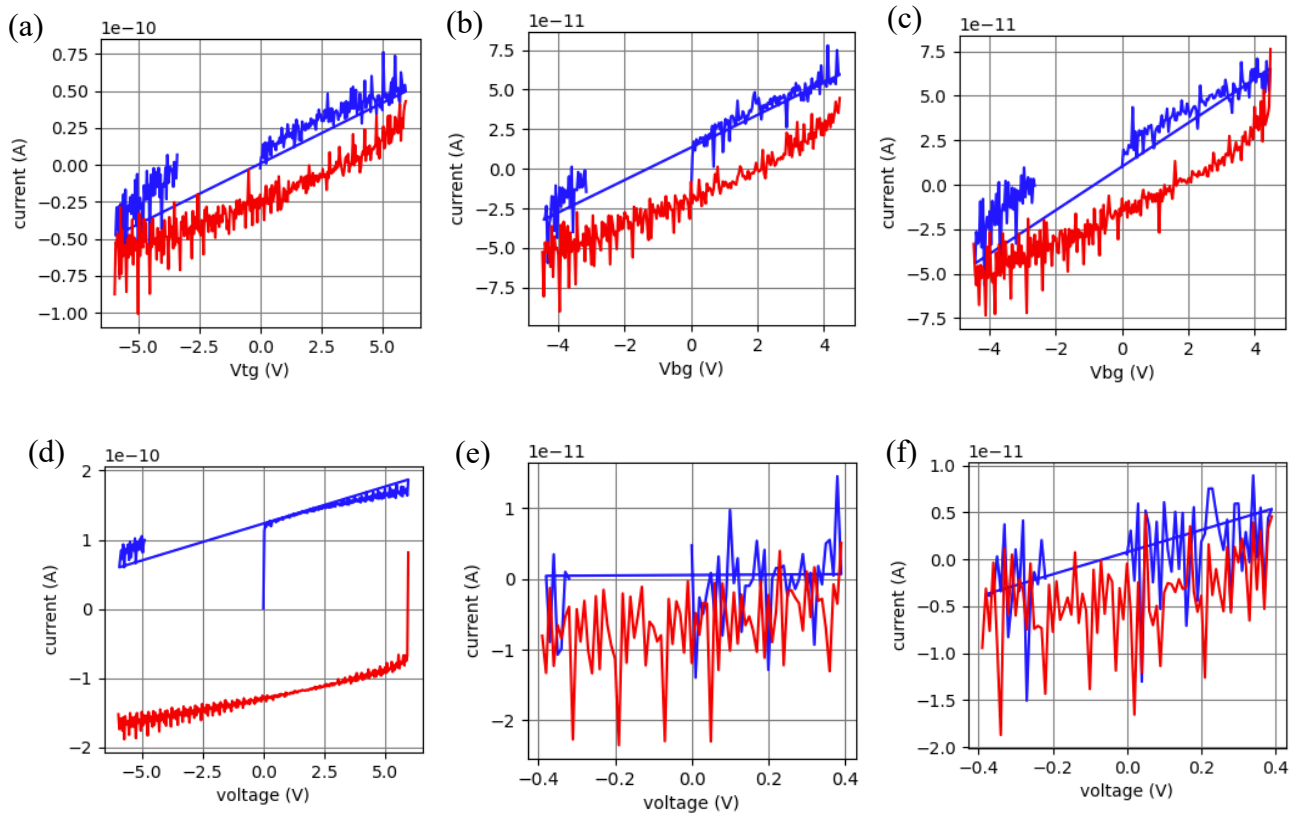 (a)
1e−10
0.75
0.50
0.25
0.00
−0.25
−0.50
−0.75
−1.00
current (A)
−5.0
−2.5
0.0
2.5
5.0
Vtg (V)
(b)
1e−11
7.5
5.0
2.5
0.0
−2.5
−5.0
−7.5
current (A)
−4
−2
0
2
4
Vbg (V)
(c)
1e−11
7.5
5.0
2.5
0.0
−2.5
−5.0
−7.5
current (A)
−4
−2
0
2
4
Vbg (V)
(d)
1e−10
2
1
0
−1
−2
current (A)
−5.0
−2.5
0.0
2.5
5.0
voltage (V)
(e)
1e−11
1
0
−1
−2
current (A)
−0.4
−0.2
0.0
0.2
0.4
voltage (V)
(f)
1e−11
1.0
0.5
0.0
−0.5
−1.0
−1.5
−2.0
current (A)
−0.4
−0.2
0.0
0.2
0.4
voltage (V)